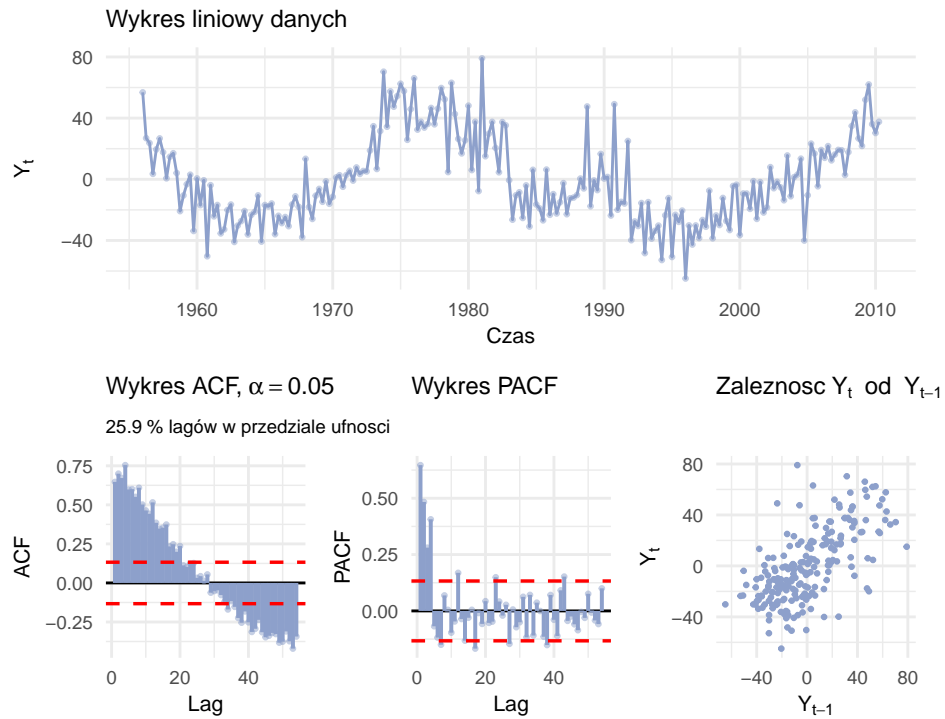 Wykres liniowy danych
80
40
0
−40
Y_t
1960 1970 1980 1990 2000 2010
Czas
Wykres ACF, α = 0.05
25.9 % lagów w przedziale ufnosci
0.75
0.50
0.25
0.00
−0.25
ACF
0 20 40
Lag
Wykres PACF
0.50
0.25
0.00
PACF
0 20 40
Lag
Zaleznosc Y_t od Y_{t−1}
80
40
0
−40
Y_t
−40 0 40 80
Y_{t−1}